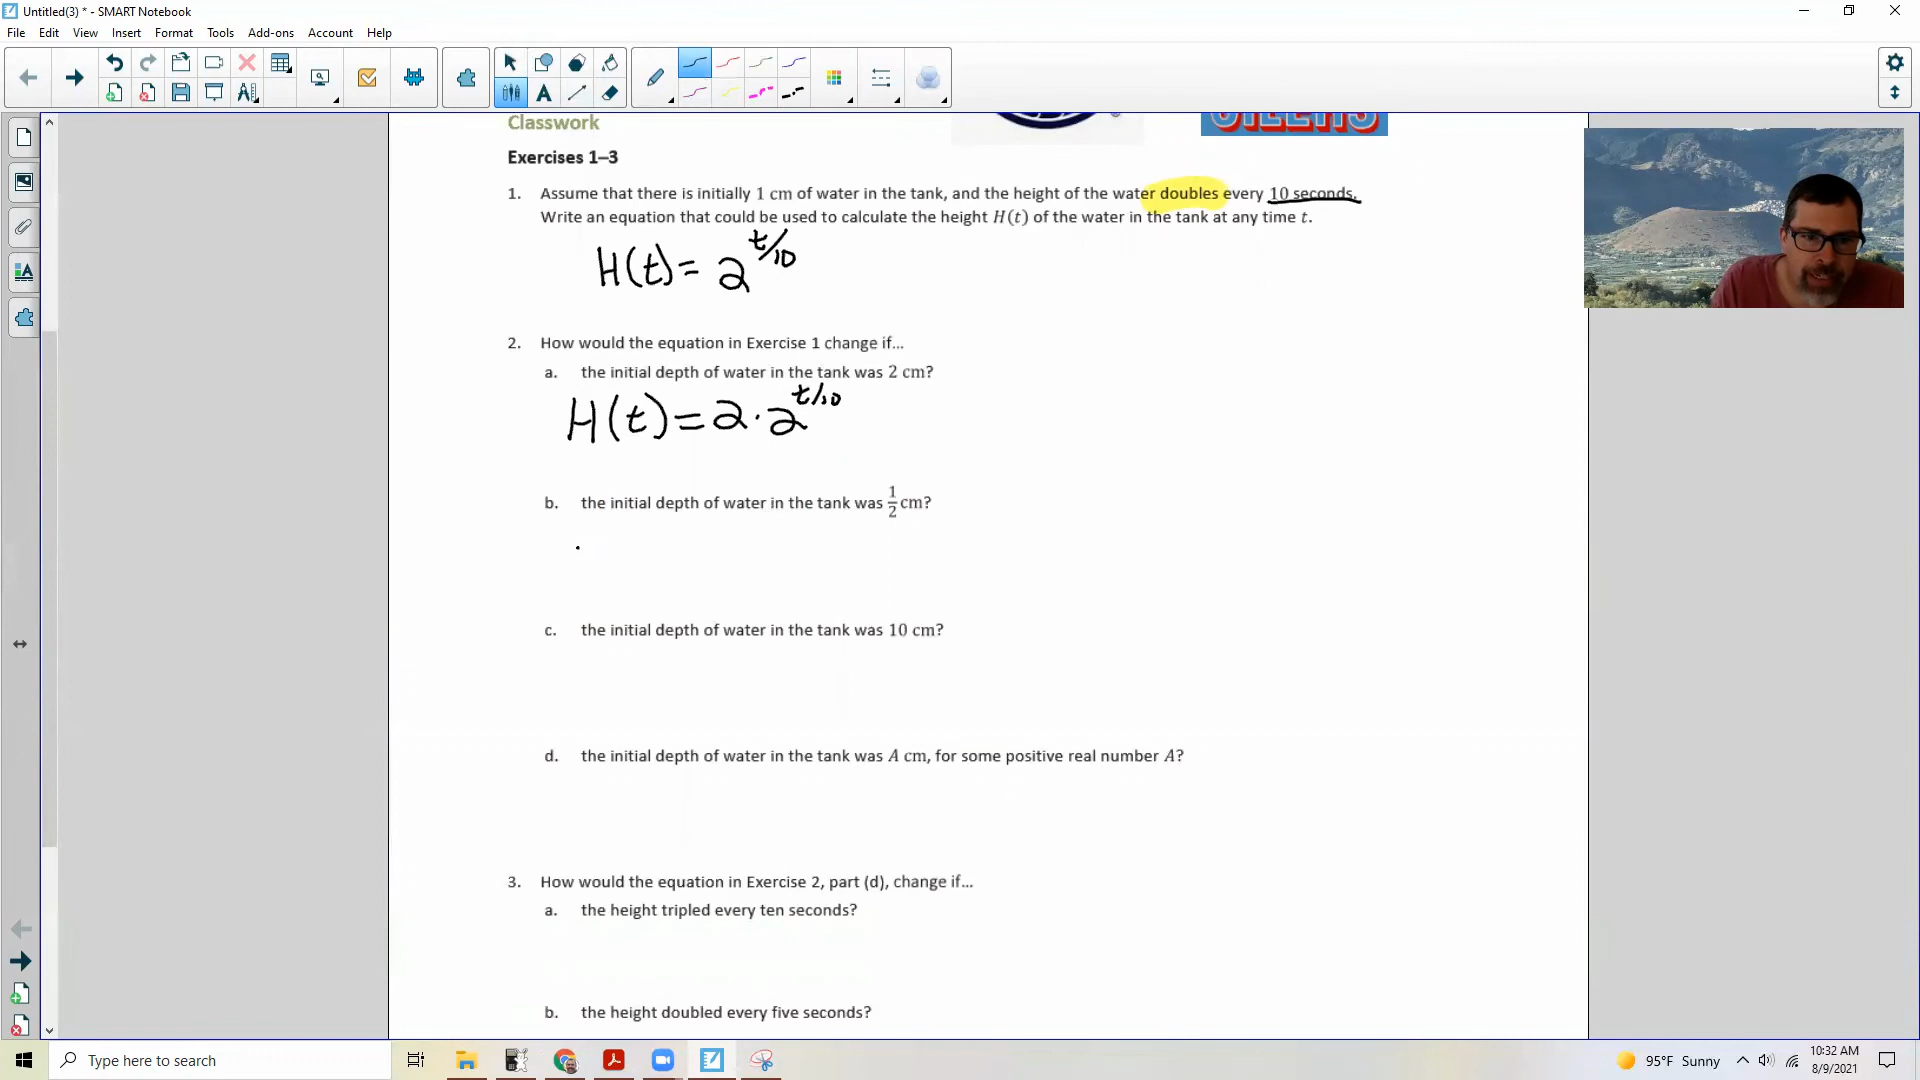 Untitled(3) * - SMART Notebook
File Edit View Insert Format Tools Add-ons Account Help
Classwork
OILERS
Exercises 1–3
1. Assume that there is initially 1 cm of water in the tank, and the height of the water doubles every 10 seconds.
Write an equation that could be used to calculate the height H(t) of the water in the tank at any time t.
H(t) = 2^{t/10}
2. How would the equation in Exercise 1 change if...
a. the initial depth of water in the tank was 2 cm?
H(t) = 2 · 2^{t/10}
b. the initial depth of water in the tank was 1/2 cm?
c. the initial depth of water in the tank was 10 cm?
d. the initial depth of water in the tank was A cm, for some positive real number A?
3. How would the equation in Exercise 2, part (d), change if...
a. the height tripled every ten seconds?
b. the height doubled every five seconds?
Type here to search
95°F Sunny
10:32 AM
8/9/2021